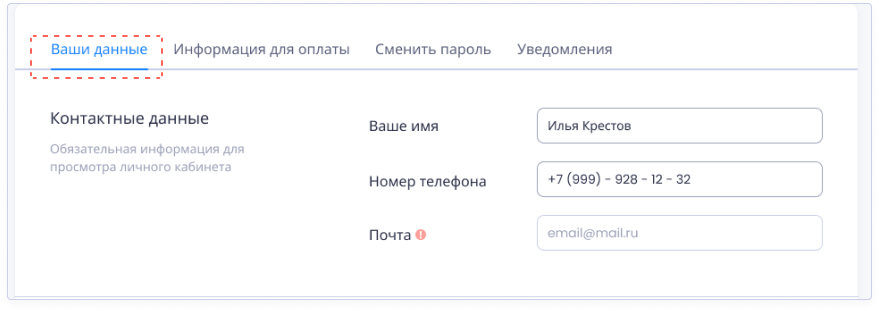 Ваши данные Информация для оплаты Сменить пароль Уведомления
Контактные данные
Обязательная информация для
просмотра личного кабинета
Ваше имя Илья Крестов
Номер телефона +7 (999) - 928 - 12 - 32
Почта email@mail.ru